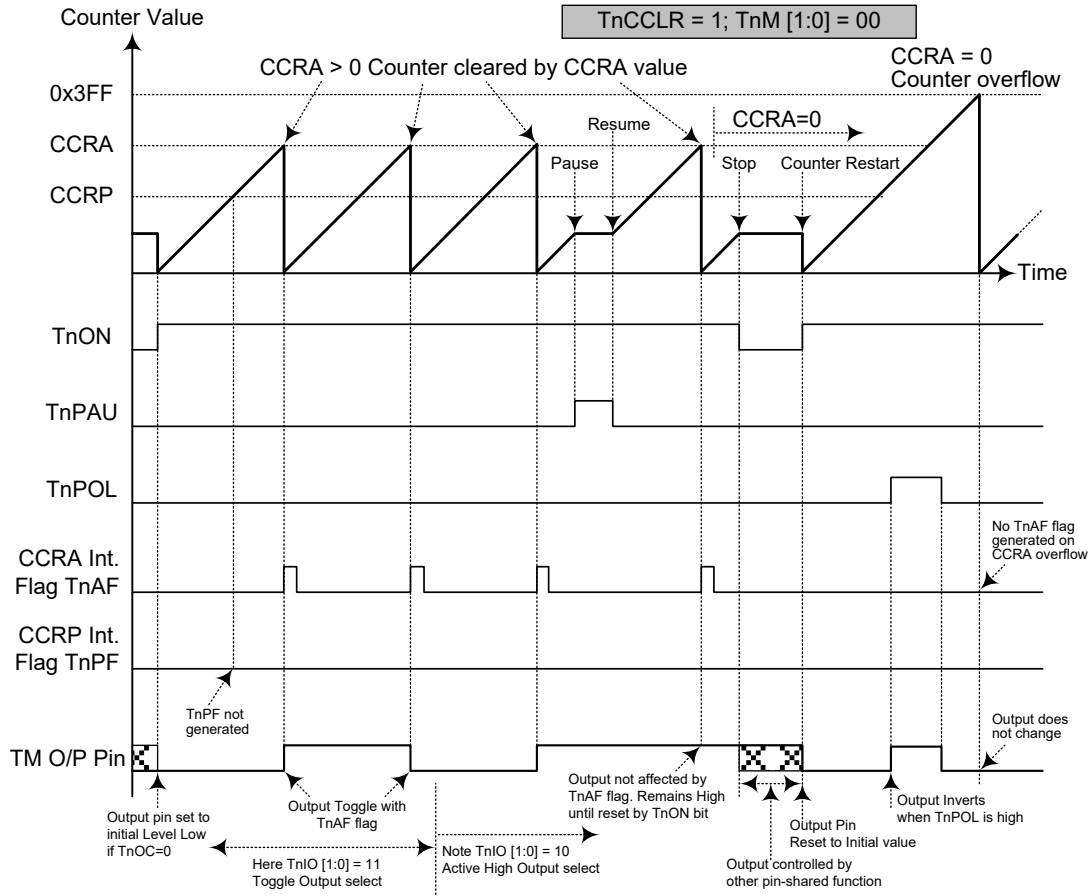 Counter Value
TnCCLR = 1; TnM [1:0] = 00
CCRA > 0 Counter cleared by CCRA value
CCRA = 0
Counter overflow
0x3FF
CCRA=0
Resume
CCRA
Pause
Stop
Counter Restart
CCRP
Time
TnON
TnPAU
TnPOL
No TnAF flag
generated on
CCRA overflow
CCRA Int.
Flag TnAF
CCRP Int.
Flag TnPF
TnPF not
generated
Output does
not change
TM O/P Pin
Output pin set to
initial Level Low
if TnOC=0
Output Toggle with
TnAF flag
Output not affected by
TnAF flag. Remains High
until reset by TnON bit
Output Inverts
when TnPOL is high
Output Pin
Reset to Initial value
Here TnIO [1:0] = 11
Toggle Output select
Note TnIO [1:0] = 10
Active High Output select
Output controlled by
other pin-shared function